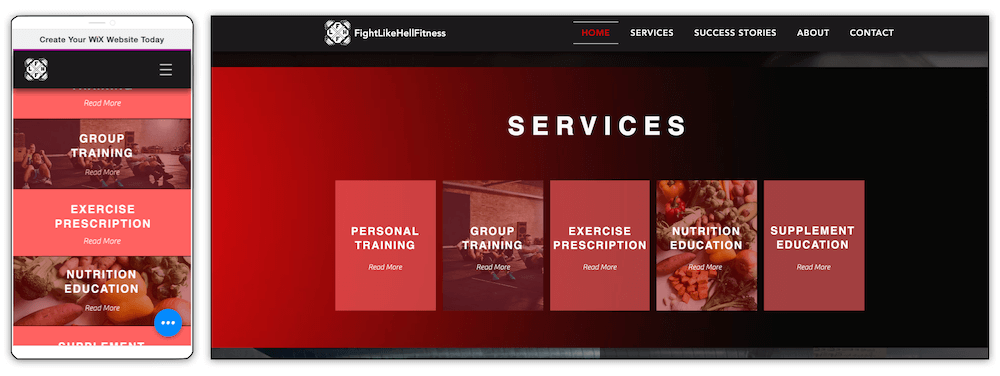 Create Your WiX Website Today
Read More
GROUP
TRAINING
Read More
EXERCISE
PRESCRIPTION
Read More
NUTRITION
EDUCATION
Read More
SUPPLEMENT
FightLikeHellFitness
HOME SERVICES SUCCESS STORIES ABOUT CONTACT
SERVICES
PERSONAL
TRAINING
Read More
GROUP
TRAINING
Read More
EXERCISE
PRESCRIPTION
Read More
NUTRITION
EDUCATION
Read More
SUPPLEMENT
EDUCATION
Read More